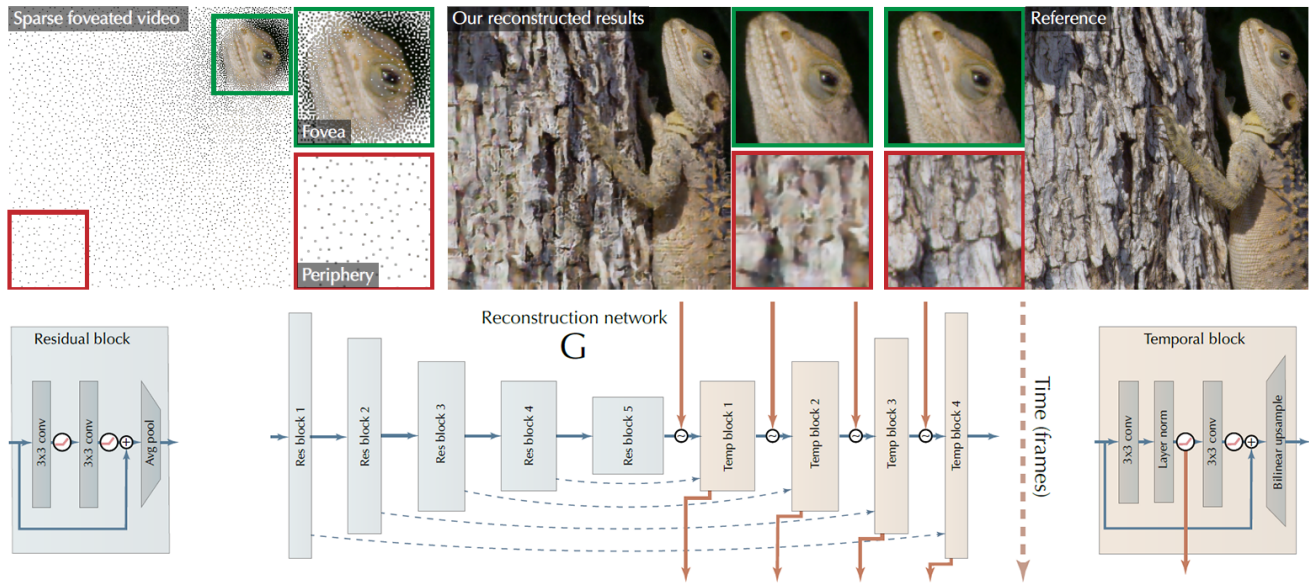 Sparse foveated video
Fovea
Periphery
Our reconstructed results
Reference
Residual block
3x3 conv
3x3 conv
Avg pool
Reconstruction network
G
Res block 1
Res block 2
Res block 3
Res block 4
Res block 5
~
Temp block 1
~
Temp block 2
~
Temp block 3
~
Temp block 4
Time (frames)
Temporal block
3x3 conv
Layer norm
3x3 conv
Bilinear upsample